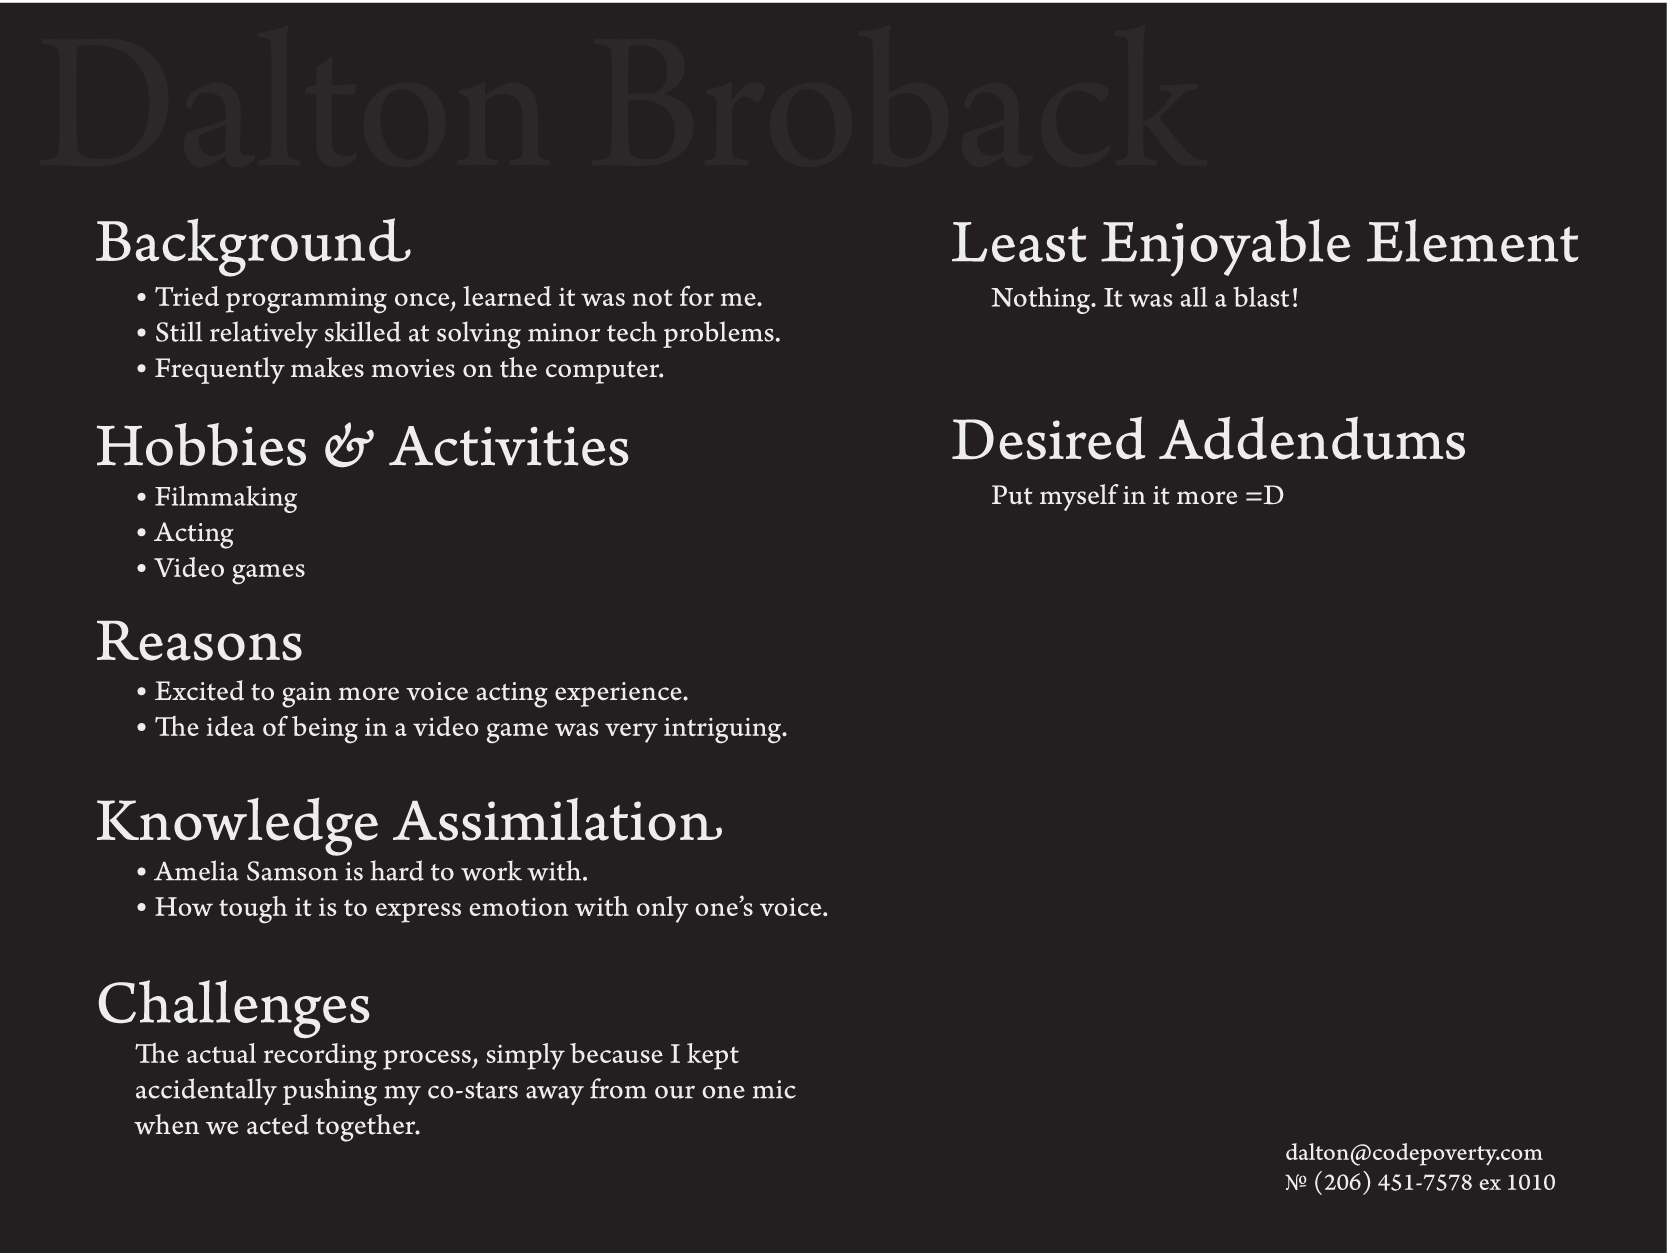 Dalton Broback
Background
• Tried programming once, learned it was not for me.
• Still relatively skilled at solving minor tech problems.
• Frequently makes movies on the computer.
Hobbies & Activities
• Filmmaking
• Acting
• Video games
Reasons
• Excited to gain more voice acting experience.
• The idea of being in a video game was very intriguing.
Knowledge Assimilation
• Amelia Samson is hard to work with.
• How tough it is to express emotion with only one’s voice.
Challenges
The actual recording process, simply because I kept
accidentally pushing my co-stars away from our one mic
when we acted together.
Least Enjoyable Element
Nothing. It was all a blast!
Desired Addendums
Put myself in it more =D
dalton@codepoverty.com
№ (206) 451-7578 ex 1010